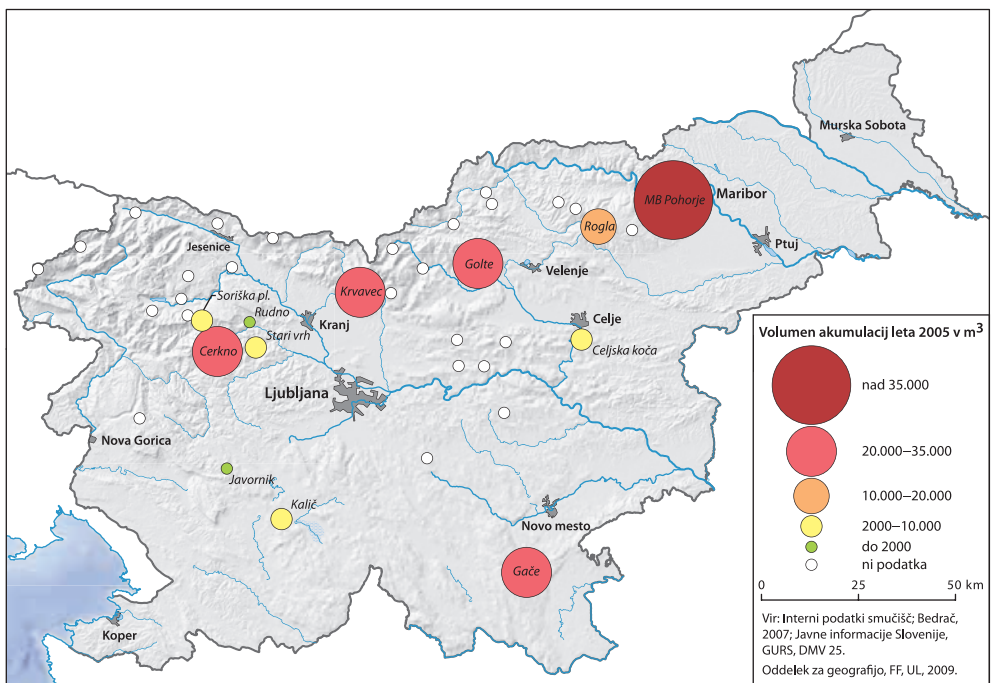 Murska Sobota
MB Pohorje
Maribor
Rogla
Jesenice
Ptuj
Golte
Velenje
Soriška pl.
Krvavec
Rudno
Kranj
Celje
Stari vrh
Cerkno
Celjska koča
Ljubljana
Nova Gorica
Javornik
Kalič
Novo mesto
Gače
Koper
Volumen akumulacij leta 2005 v m³
nad 35.000
20.000–35.000
10.000–20.000
2000–10.000
do 2000
ni podatka
0 25 50 km
Vir: Interni podatki smučišč; Bedrač,
2007; Javne informacije Slovenije,
GURS, DMV 25.
Oddelek za geografijo, FF, UL, 2009.